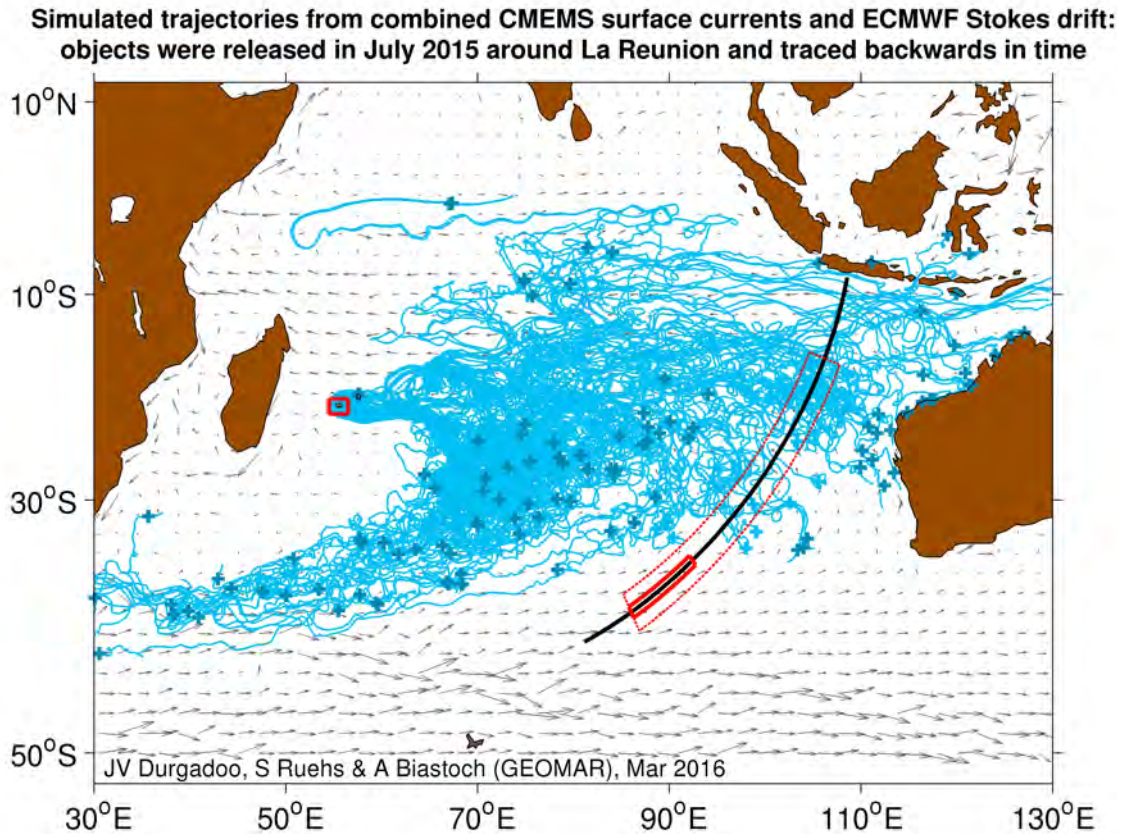 Simulated trajectories from combined CMEMS surface currents and ECMWF Stokes drift:
objects were released in July 2015 around La Reunion and traced backwards in time
10°N
10°S
30°S
50°S
JV Durgadoo, S Ruehs & A Biastoch (GEOMAR), Mar 2016
30°E 50°E 70°E 90°E 110°E 130°E